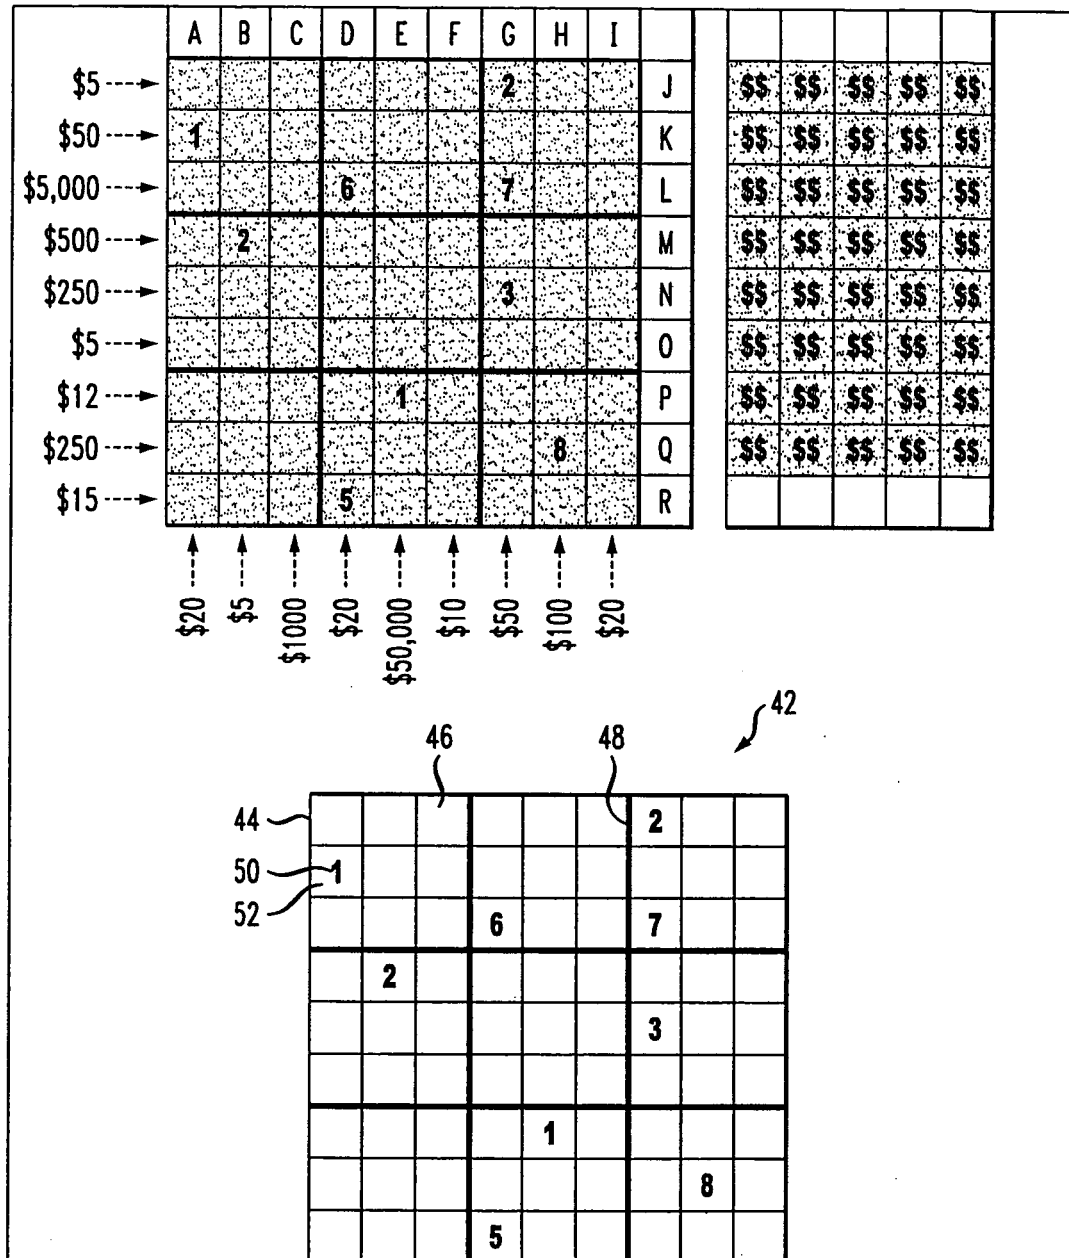 A B C D E F G H I
$5 2 J $$ $$ $$ $$ $$
$50 1 K $$ $$ $$ $$ $$
$5,000 6 7 L $$ $$ $$ $$ $$
$500 2 M $$ $$ $$ $$ $$
$250 3 N $$ $$ $$ $$ $$
$5 O $$ $$ $$ $$ $$
$12 1 P $$ $$ $$ $$ $$
$250 8 Q $$ $$ $$ $$ $$
$15 5 R
$20 $5 $1000 $20 $50,000 $10 $50 $100 $20
42
46 48
44 2
50 1
52
6 7
2
3
1
8
5